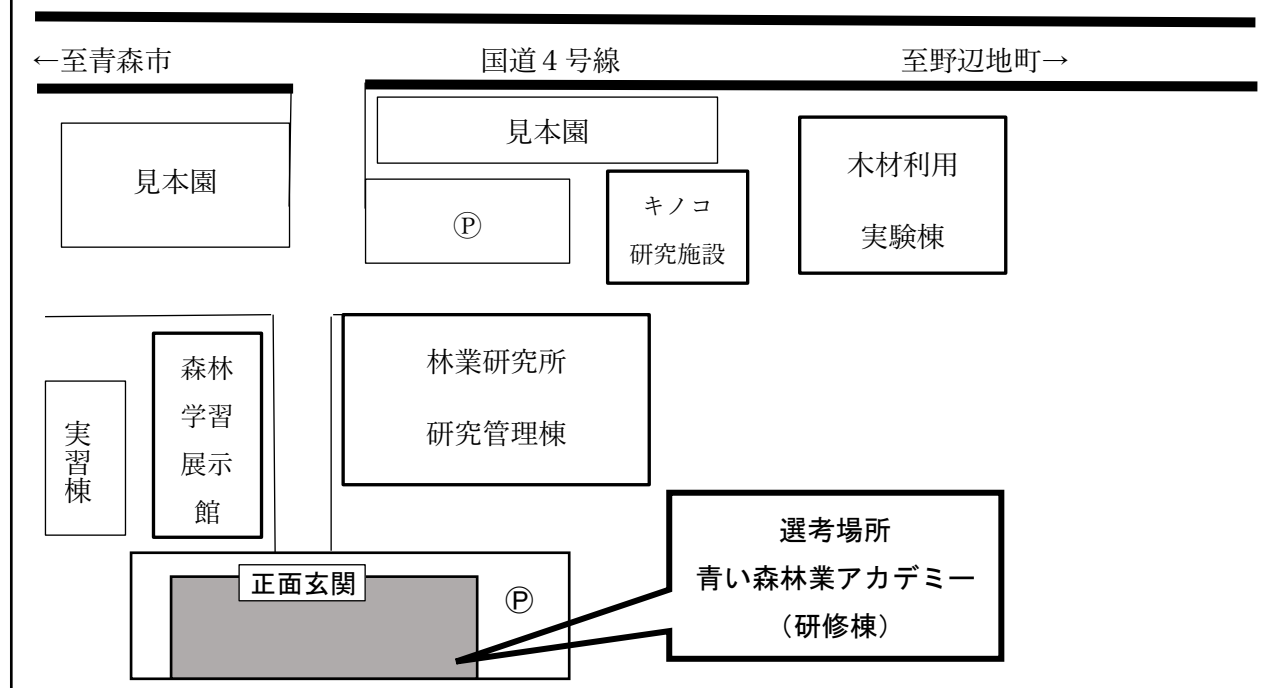 ←至青森市
国道4号線
至野辺地町→
見本園
見本園
Ⓟ
キノコ
研究施設
木材利用
実験棟
実習棟
森林
学習
展示
館
林業研究所
研究管理棟
正面玄関
Ⓟ
選考場所
青い森林業アカデミー
（研修棟）